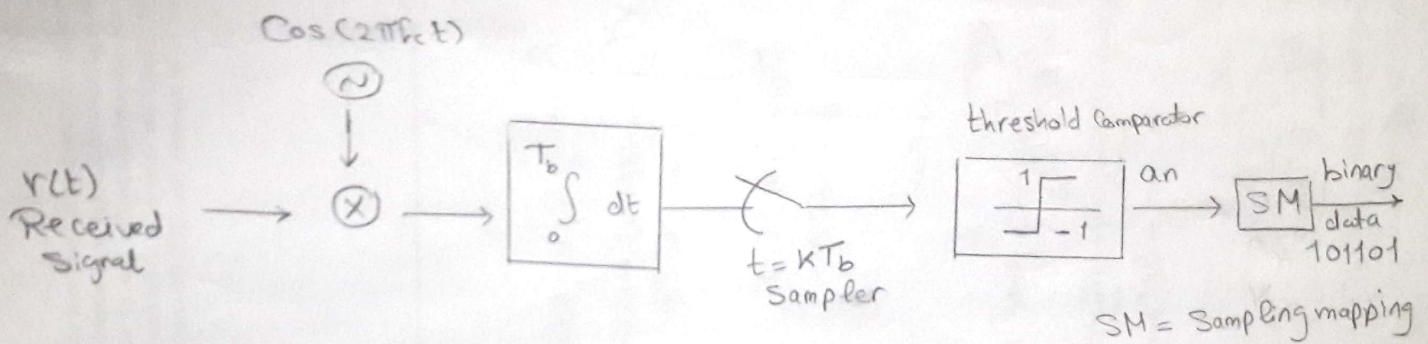 Cos(2πfct)
r(t)
Received
Signal
Tb
∫ dt
0
t=KTb
Sampler
threshold Comparator
1
-1
an
SM
binary
data
101101
SM = Sampling mapping